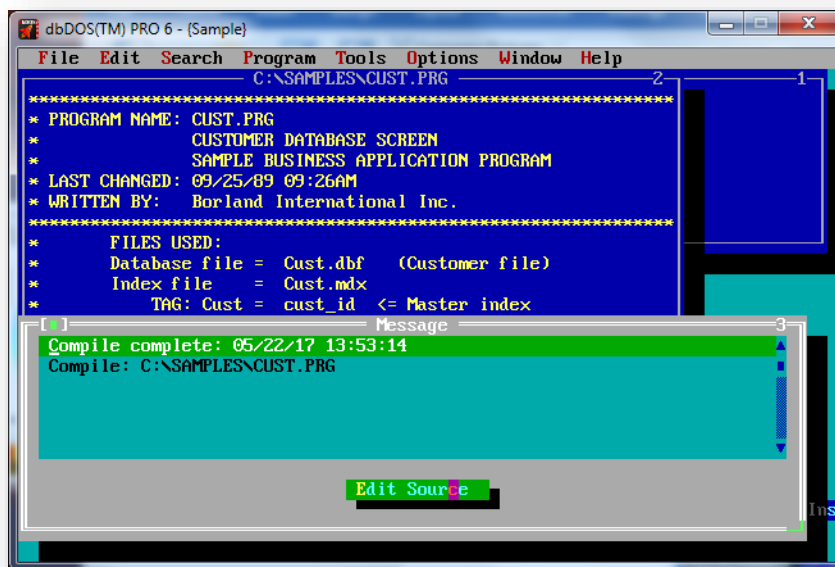 dbDOS(TM) PRO 6 - {Sample}
File Edit Search Program Tools Options Window Help
C:\SAMPLES\CUST.PRG 2 1
****************************************************************
* PROGRAM NAME: CUST.PRG
* CUSTOMER DATABASE SCREEN
* SAMPLE BUSINESS APPLICATION PROGRAM
* LAST CHANGED: 09/25/89 09:26AM
* WRITTEN BY: Borland International Inc.
****************************************************************
* FILES USED:
* Database file = Cust.dbf (Customer file)
* Index file = Cust.mdx
* TAG: Cust = cust_id <= Master index
Message 3
Compile complete: 05/22/17 13:53:14
Compile: C:\SAMPLES\CUST.PRG
Edit Source
Ins